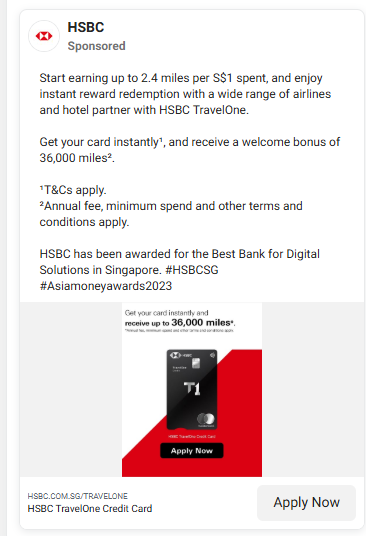 HSBC
Sponsored
Start earning up to 2.4 miles per S$1 spent, and enjoy
instant reward redemption with a wide range of airlines
and hotel partner with HSBC TravelOne.
Get your card instantly¹, and receive a welcome bonus of
36,000 miles².
¹T&Cs apply.
²Annual fee, minimum spend and other terms and
conditions apply.
HSBC has been awarded for the Best Bank for Digital
Solutions in Singapore. #HSBCSG
#Asiamoneyawards2023
Get your card instantly and
receive up to 36,000 miles*.
*Annual fee, minimum spend and other terms and conditions apply.
HSBC
T1
HSBC TravelOne Credit Card
Apply Now
HSBC.COM.SG/TRAVELONE
HSBC TravelOne Credit Card
Apply Now